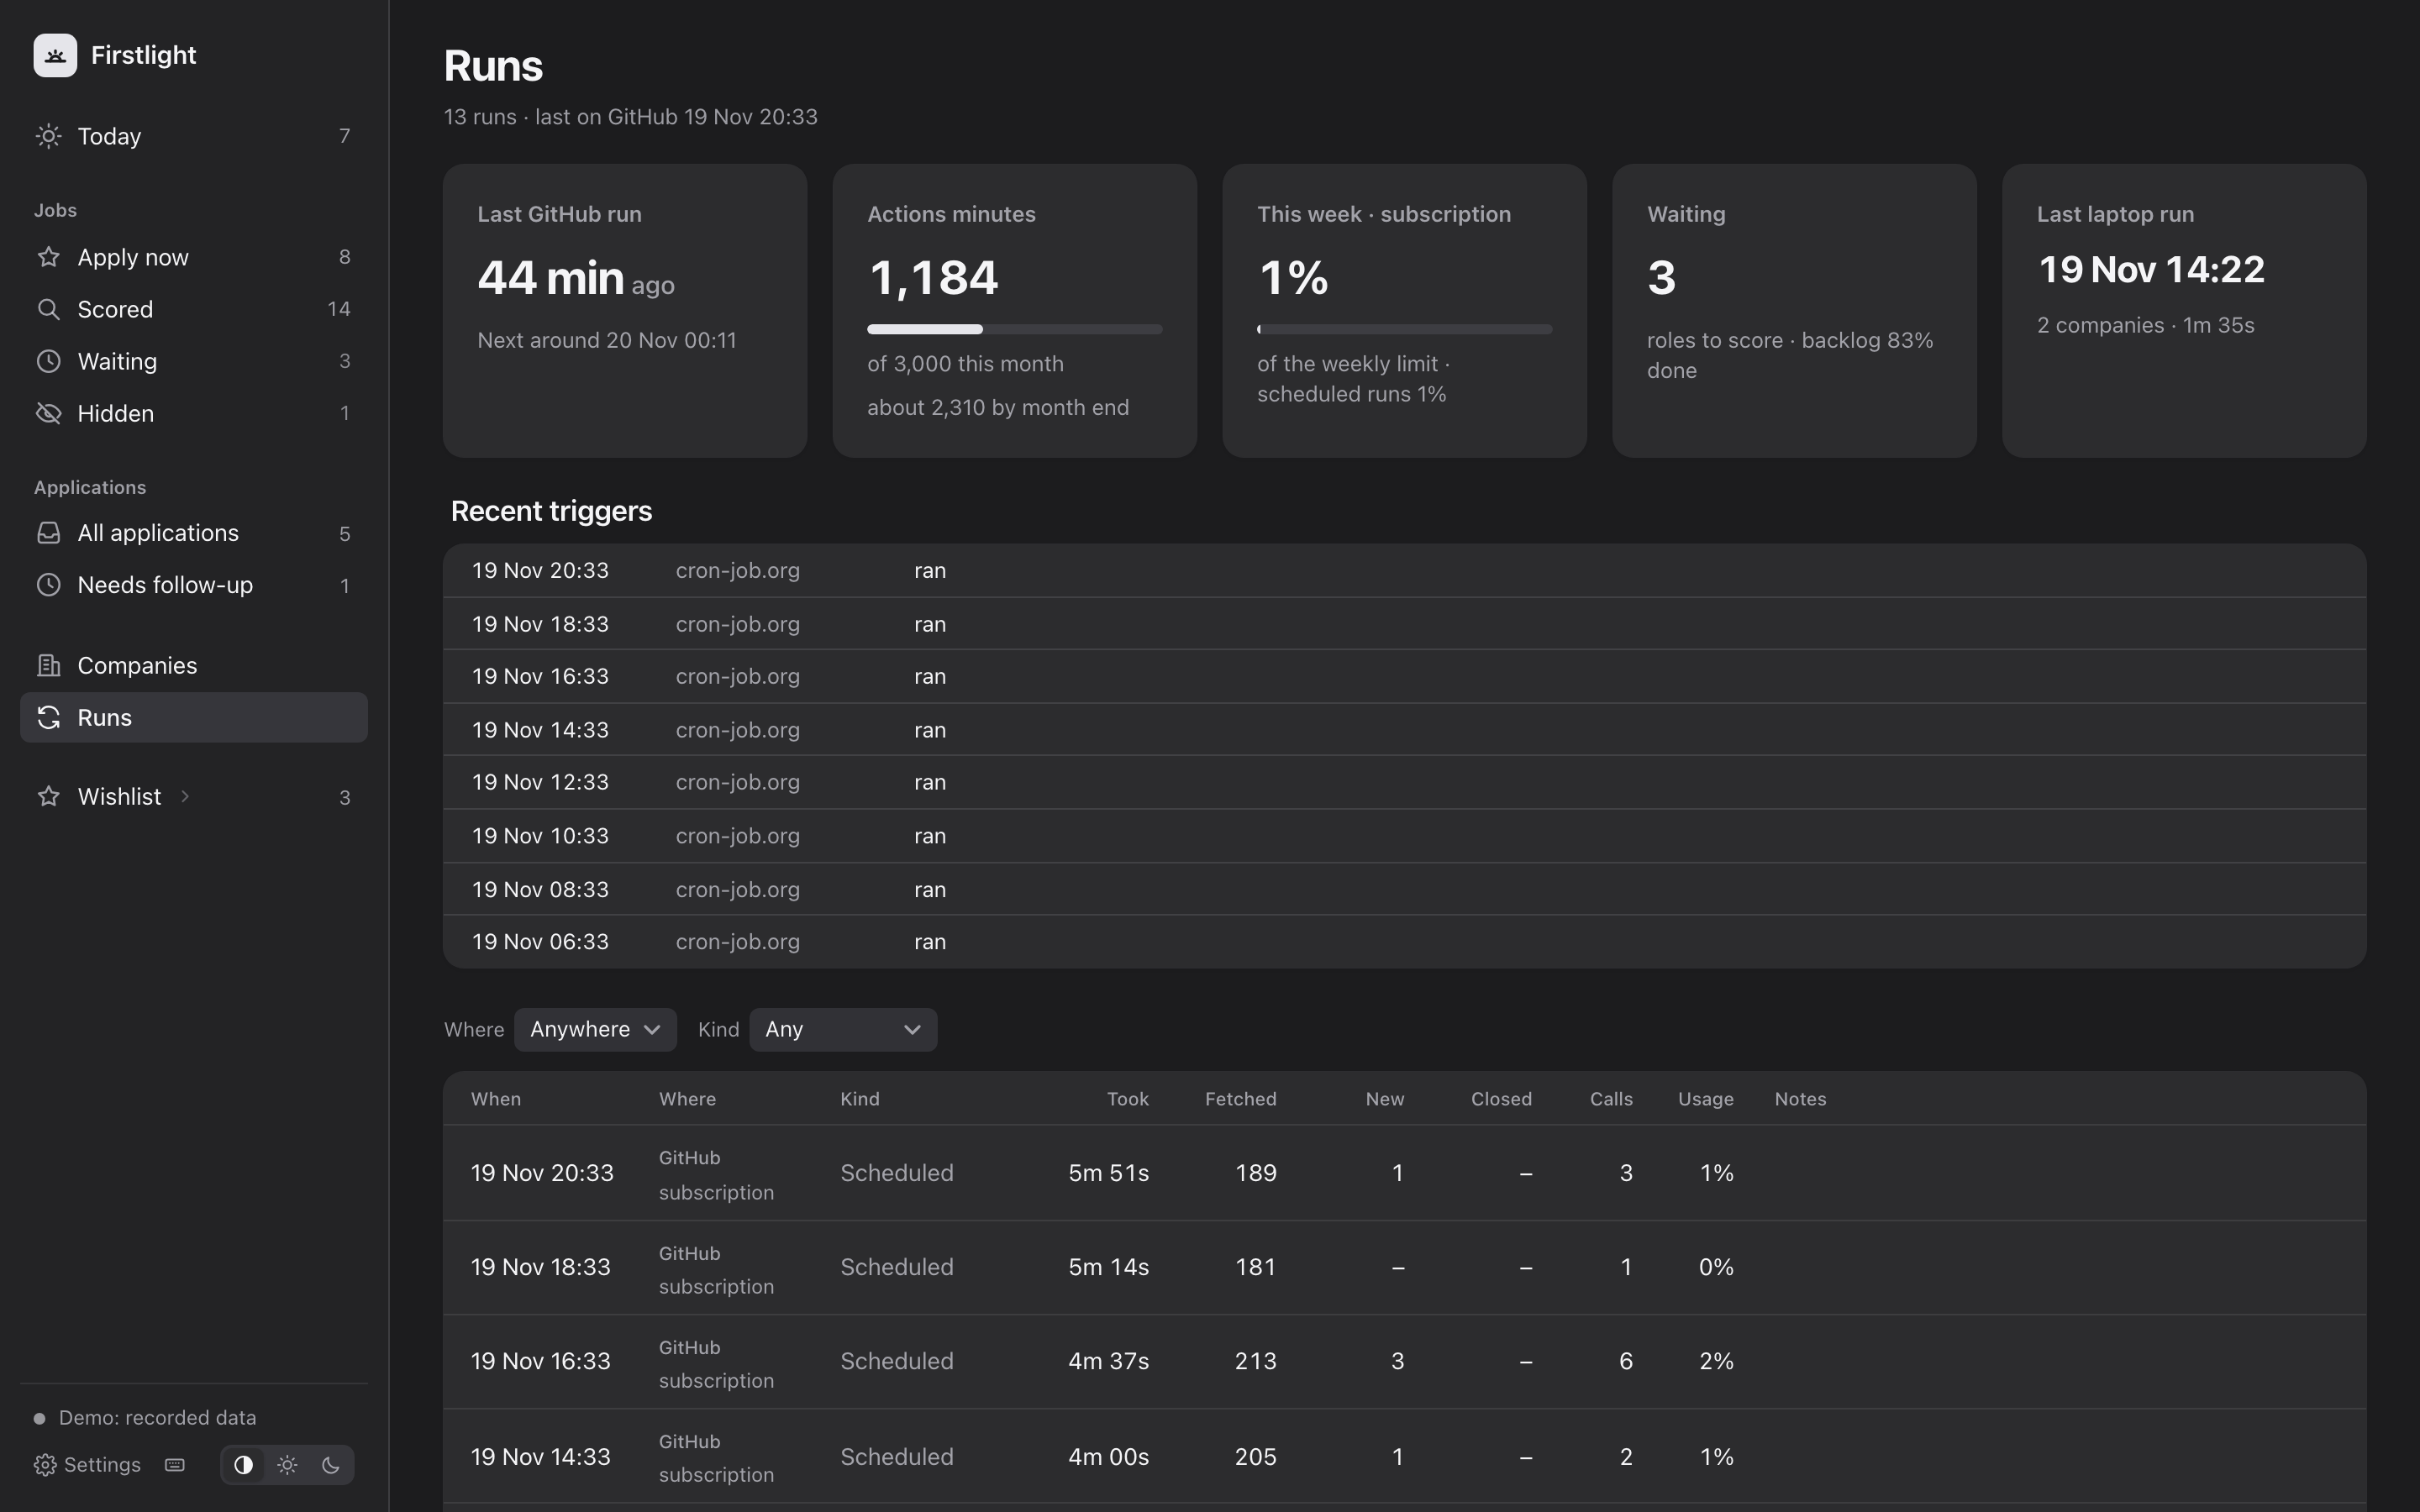 Firstlight
Today 7
Jobs
Apply now 8
Scored 14
Waiting 3
Hidden 1
Applications
All applications 5
Needs follow-up 1
Companies
Runs
Wishlist 3
Demo: recorded data
Settings
Runs
13 runs · last on GitHub 19 Nov 20:33
Last GitHub run
44 min ago
Next around 20 Nov 00:11
Actions minutes
1,184
of 3,000 this month
about 2,310 by month end
This week · subscription
1%
of the weekly limit ·
scheduled runs 1%
Waiting
3
roles to score · backlog 83%
done
Last laptop run
19 Nov 14:22
2 companies · 1m 35s
Recent triggers
19 Nov 20:33 cron-job.org ran
19 Nov 18:33 cron-job.org ran
19 Nov 16:33 cron-job.org ran
19 Nov 14:33 cron-job.org ran
19 Nov 12:33 cron-job.org ran
19 Nov 10:33 cron-job.org ran
19 Nov 08:33 cron-job.org ran
19 Nov 06:33 cron-job.org ran
Where Anywhere Kind Any
When Where Kind Took Fetched New Closed Calls Usage Notes
19 Nov 20:33 GitHub subscription Scheduled 5m 51s 189 1 – 3 1%
19 Nov 18:33 GitHub subscription Scheduled 5m 14s 181 – – 1 0%
19 Nov 16:33 GitHub subscription Scheduled 4m 37s 213 3 – 6 2%
19 Nov 14:33 GitHub subscription Scheduled 4m 00s 205 1 – 2 1%